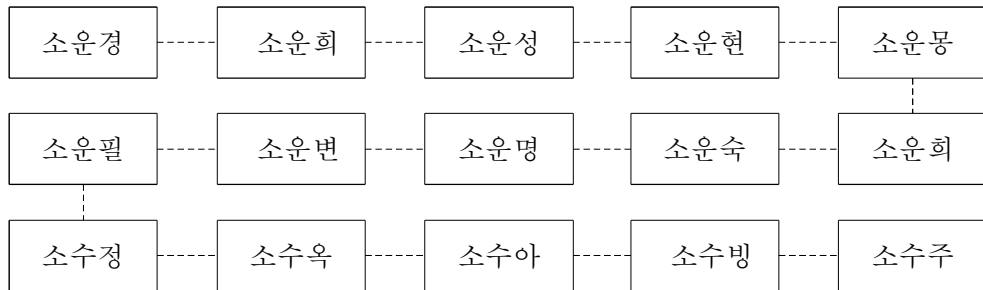 소운경 소운희 소운성 소운현 소운몽
소운필 소운변 소운명 소운숙 소운희
소수정 소수옥 소수아 소수빙 소수주